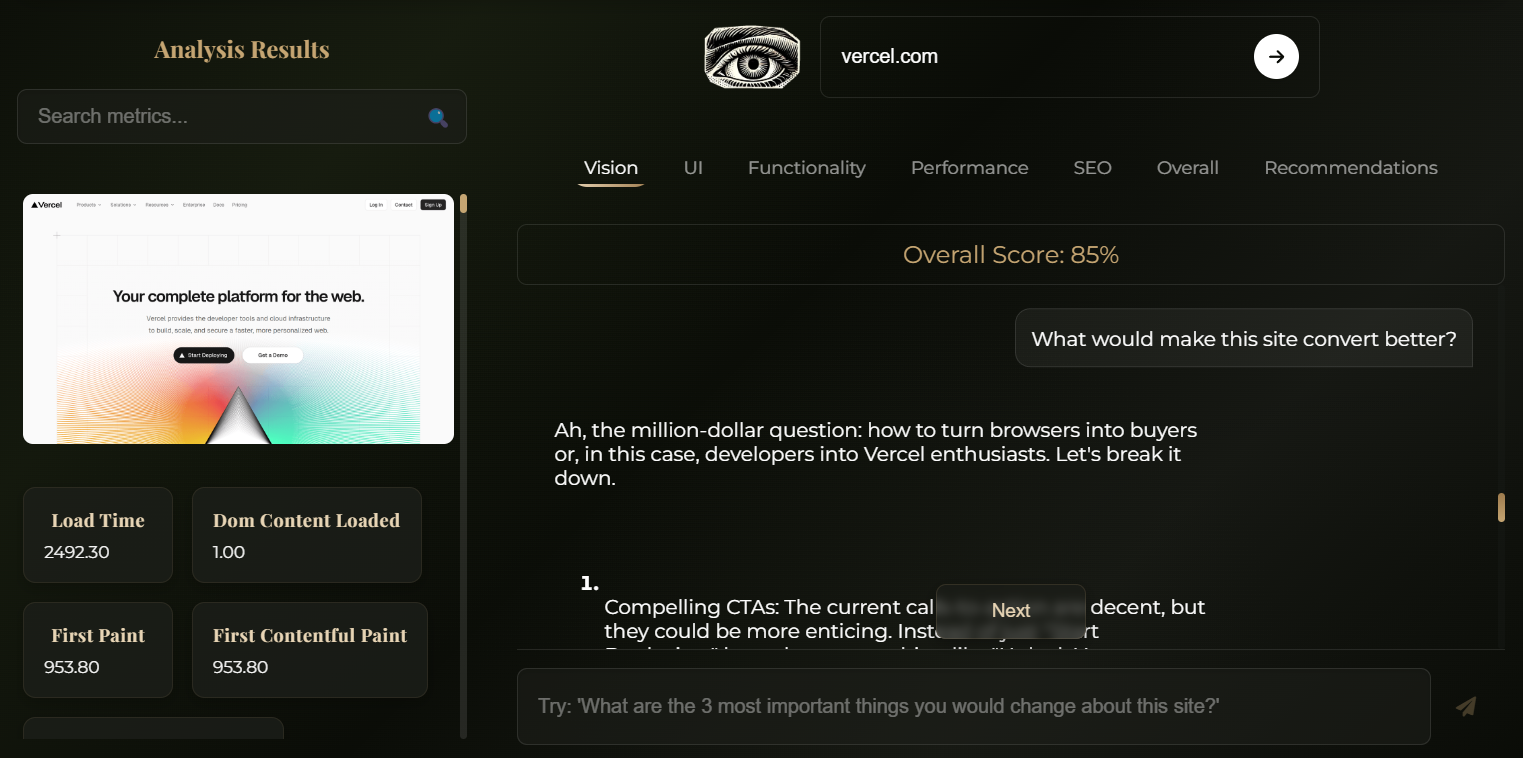 Analysis Results
Search metrics...
Vercel
Products
Solutions
Resources
Enterprise
Docs
Pricing
Log In
Contact
Sign Up
Your complete platform for the web.
Vercel provides the developer tools and cloud infrastructure
to build, scale, and secure a faster, more personalized web.
Start Deploying
Get a Demo
Load Time
2492.30
Dom Content Loaded
1.00
First Paint
953.80
First Contentful Paint
953.80
vercel.com
Vision
UI
Functionality
Performance
SEO
Overall
Recommendations
Overall Score: 85%
What would make this site convert better?
Ah, the million-dollar question: how to turn browsers into buyers
or, in this case, developers into Vercel enthusiasts. Let's break it
down.
1.
Compelling CTAs: The current decent, but
they could be more enticing.
Next
Try: 'What are the 3 most important things you would change about this site?'